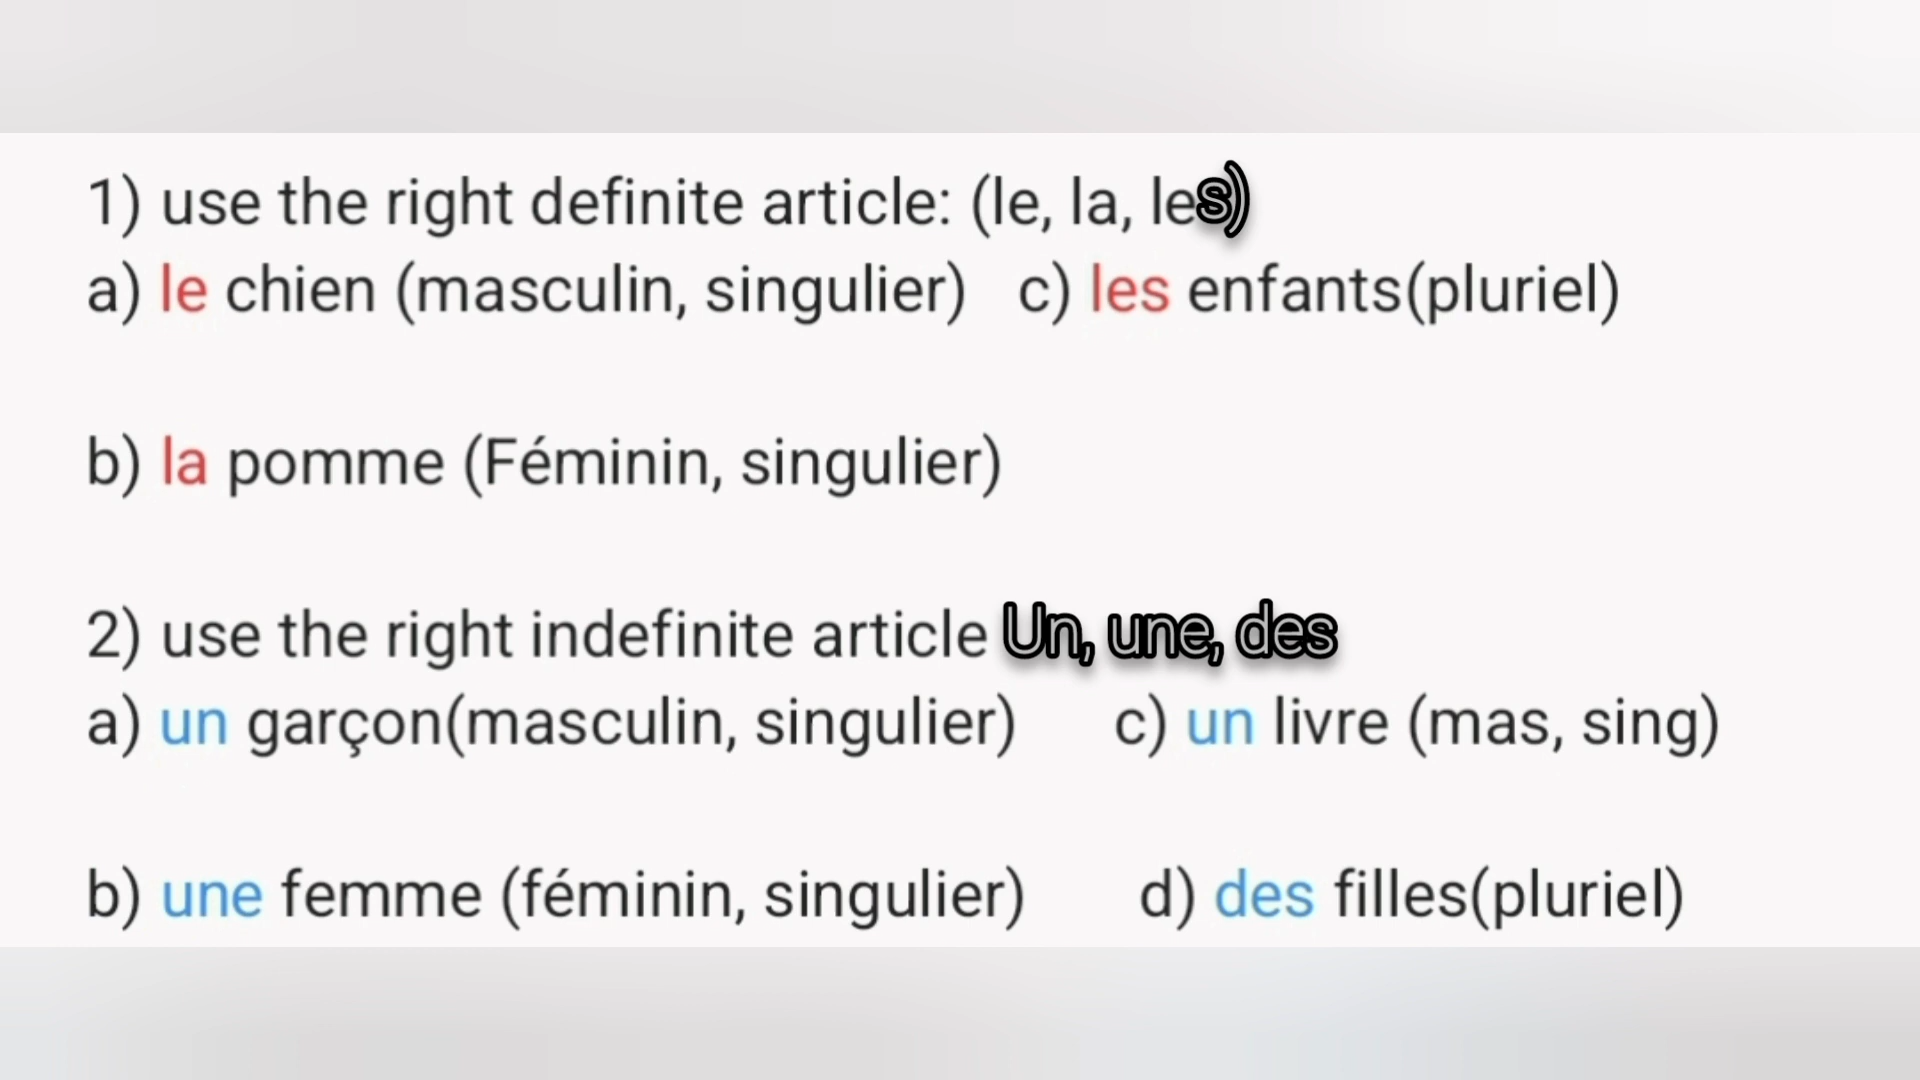 1) use the right definite article: (le, la, les)
a) le chien (masculin, singulier) c) les enfants(pluriel)
b) la pomme (Féminin, singulier)
2) use the right indefinite article Un, une, des
a) un garçon(masculin, singulier) c) un livre (mas, sing)
b) une femme (féminin, singulier) d) des filles(pluriel)